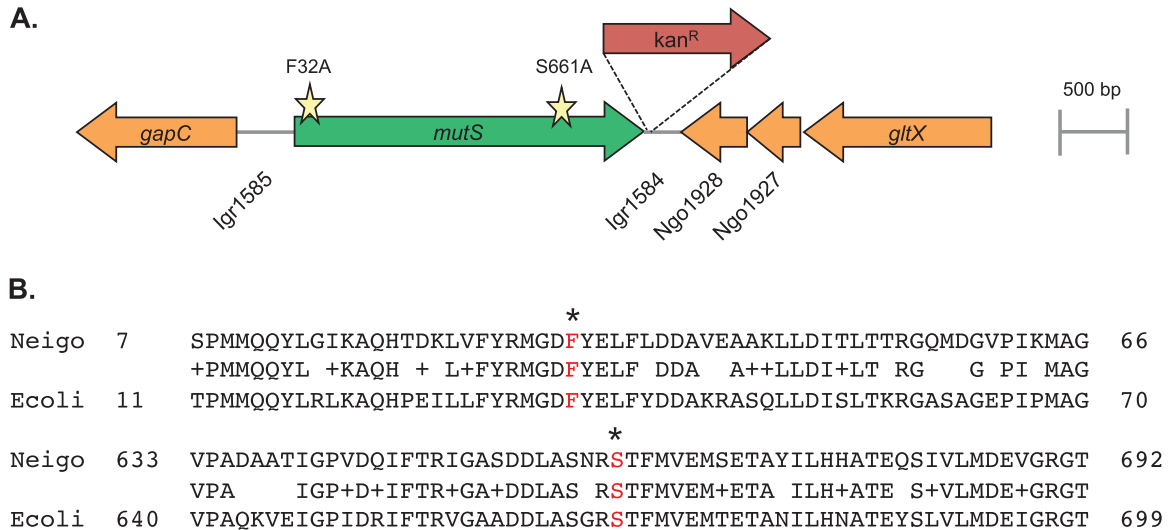 A.
kanR
F32A
S661A
500 bp
gapC
mutS
gltX
Igr1585
Igr1584
Ngo1928
Ngo1927
B.
*
Neigo 7 SPMMQQYLGIKAQHTDKLVFYRMGDFYELFLDDAVEAAKLLDITLTTRGQMDGVPIKMAG 66
+PMMQQYL +KAQH + L+FYRMGDFYELF DDA A++LLDI+LT RG G PI MAG
Ecoli 11 TPMMQQYLRLKAQHPEILLFYRMGDFYELFYDDAKRASQLLDISLTKRGASAGEPIPMAG 70
*
Neigo 633 VPADAATIGPVDQIFTRIGASDDLASNRSTFMVEMSETAYILHHATEQSIVLMDEVGRGT 692
VPA IGP+D+IFTR+GA+DDLAS RSTFMVEM+ETA ILH+ATE S+VLMDE+GRGT
Ecoli 640 VPAQKVEIGPIDRIFTRVGAADDLASGRSTFMVEMTETANILHNATEYSLVLMDEIGRGT 699